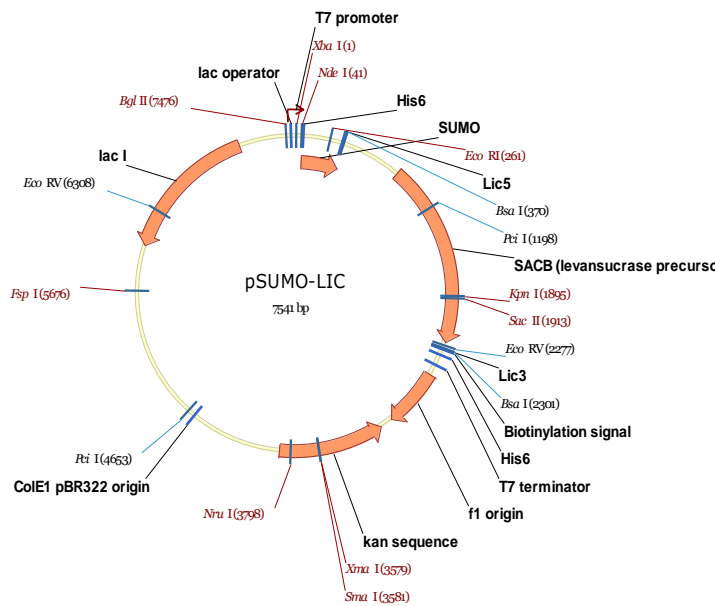 T7 promoter
Xba I (1)
lac operator
Nde I (41)
Bgl II (7476)
His6
SUMO
lac I
Eco RI (261)
Lic5
Eco RV (6308)
Bsa I (370)
Pci I (1198)
SACB (levansucrase precurso
pSUMO-LIC
7541 bp
Fsp I (5676)
Kpn I (1895)
Sac II (1913)
Eco RV (2277)
Lic3
Bsa I (2301)
Biotinylation signal
Pci I (4653)
His6
ColE1 pBR322 origin
T7 terminator
Nru I (3798)
f1 origin
kan sequence
Xma I (3579)
Sma I (3581)